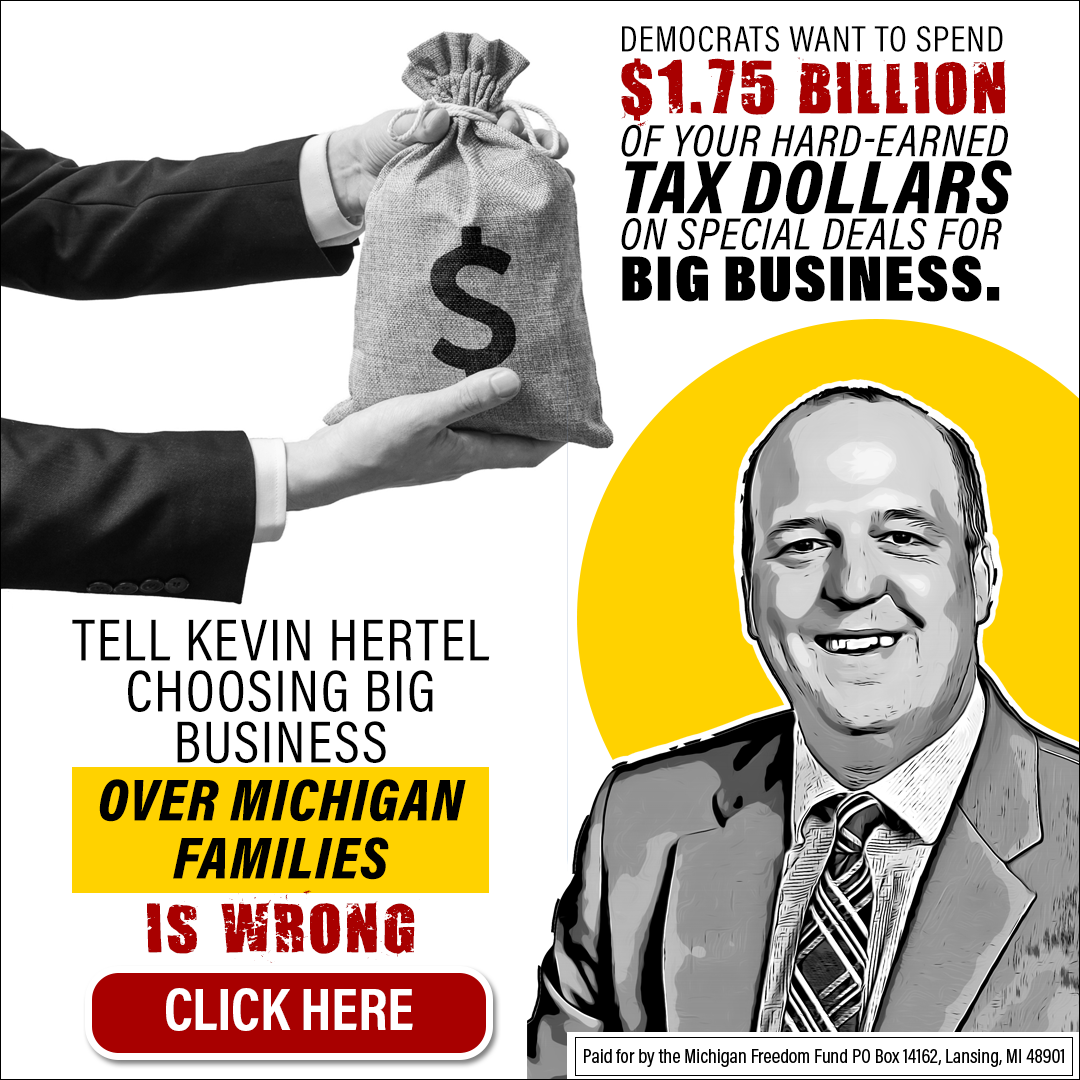 DEMOCRATS WANT TO SPEND
$1.75 BILLION
OF YOUR HARD-EARNED
TAX DOLLARS
ON SPECIAL DEALS FOR
BIG BUSINESS.
$
TELL KEVIN HERTEL
CHOOSING BIG
BUSINESS
OVER MICHIGAN
FAMILIES
IS WRONG
CLICK HERE
Paid for by the Michigan Freedom Fund PO Box 14162, Lansing, MI 48901